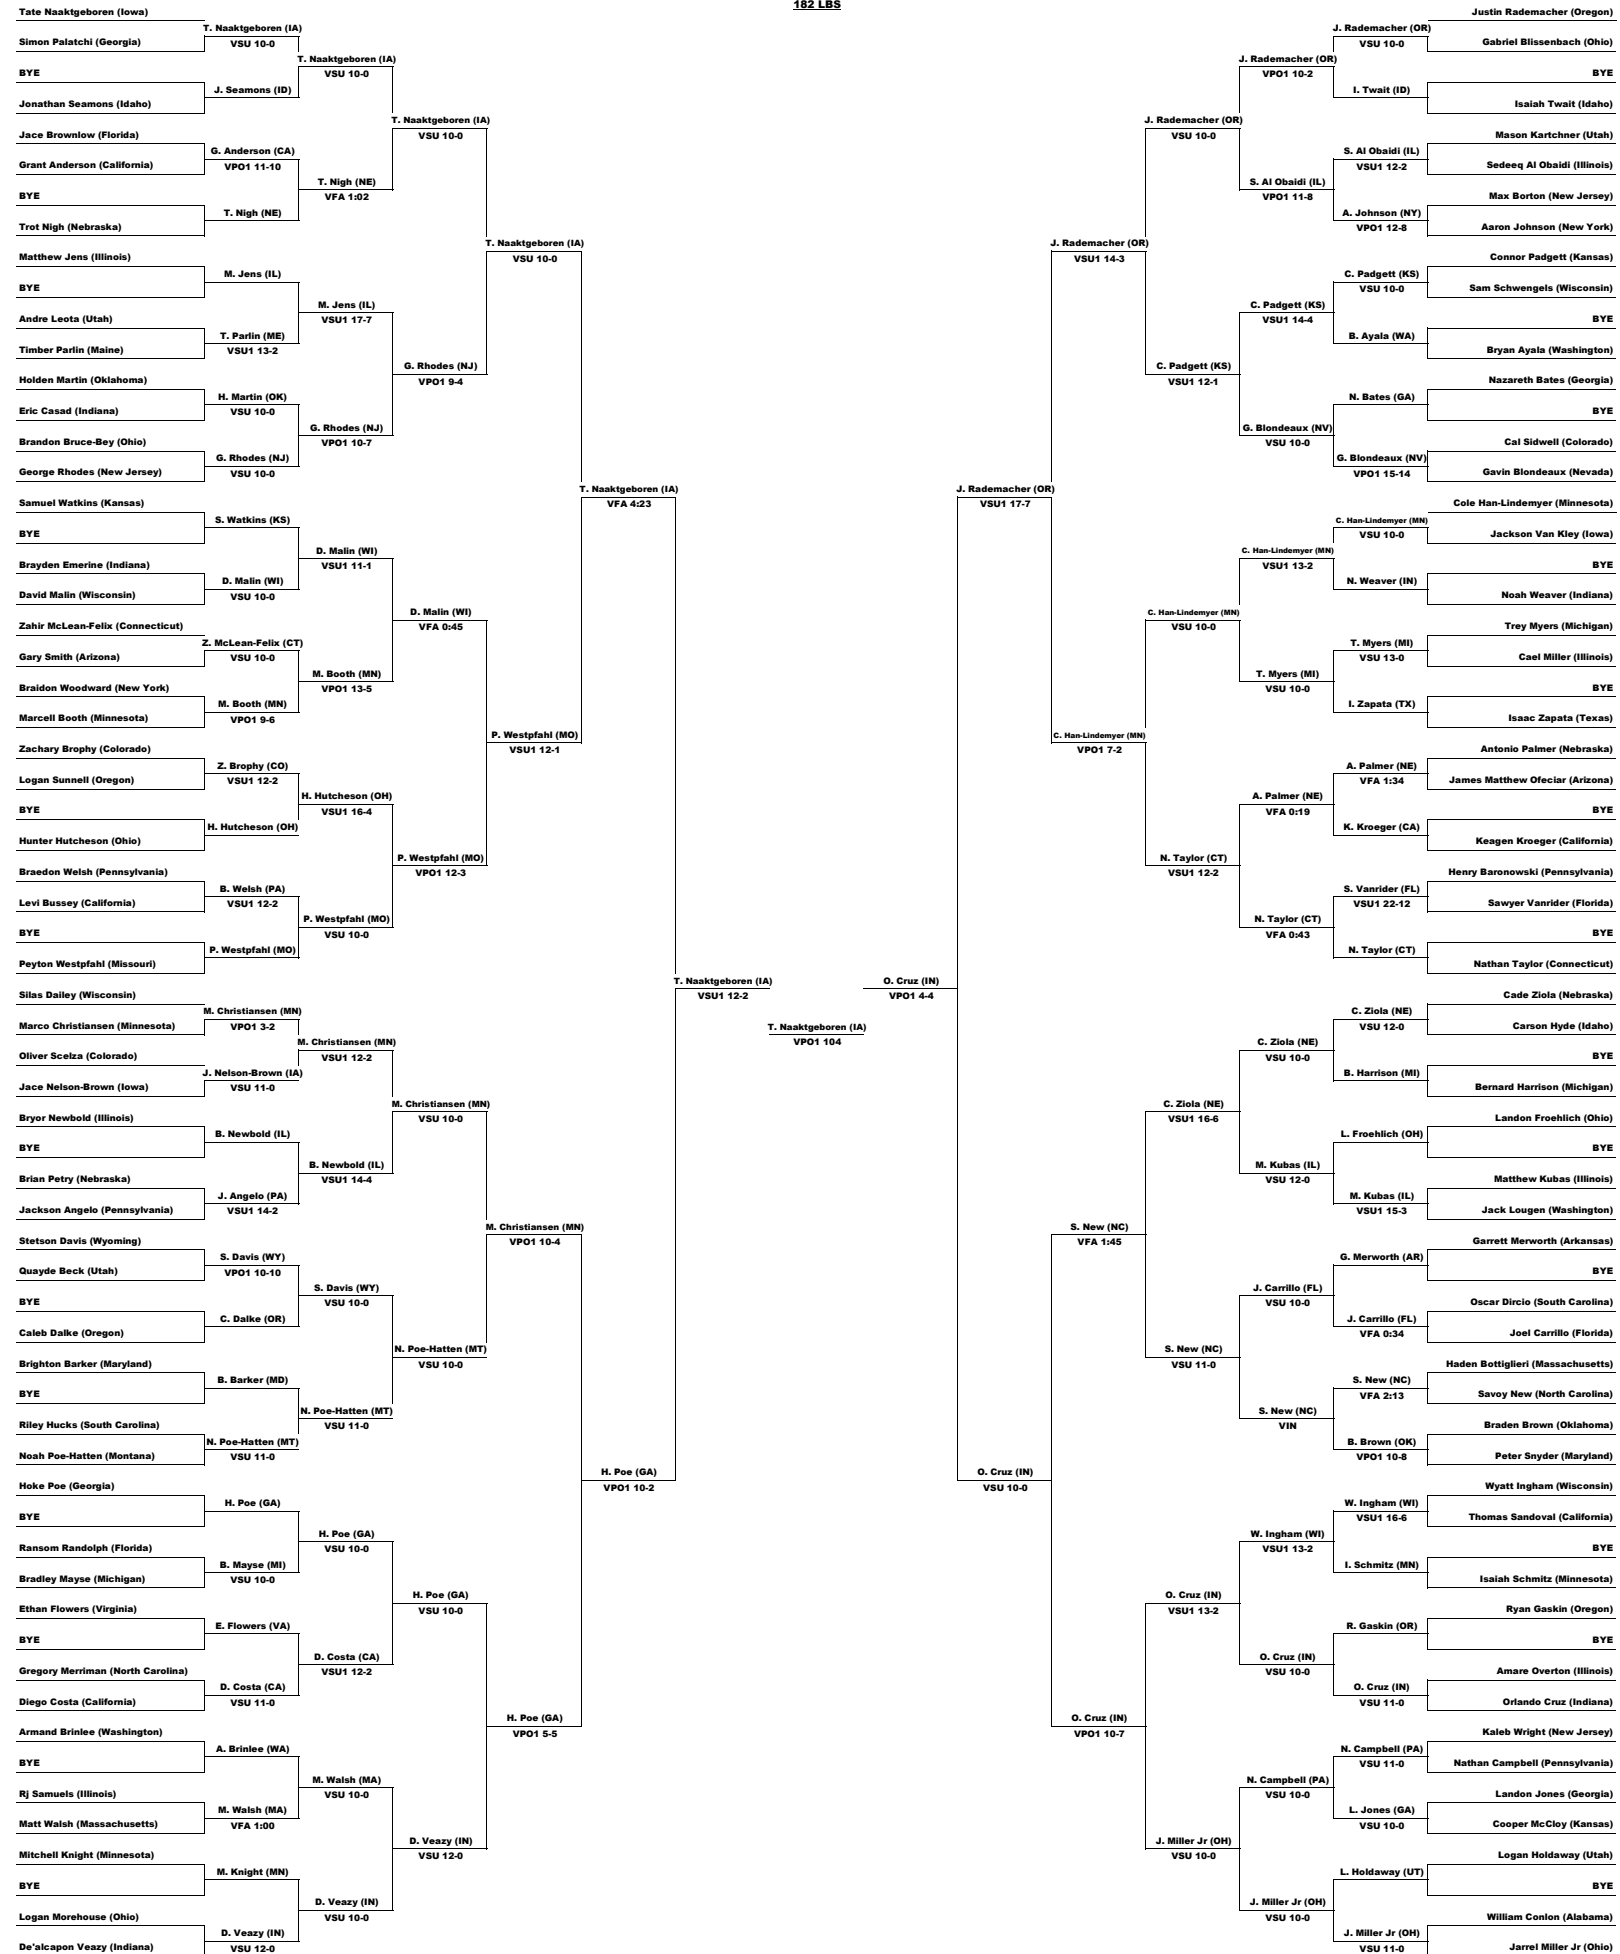 182 LBS
Tate Naaktgeboren (Iowa)
Simon Palatchi (Georgia)
BYE
Jonathan Seamons (Idaho)
Jace Brownlow (Florida)
Grant Anderson (California)
BYE
Trot Nigh (Nebraska)
Matthew Jens (Illinois)
BYE
Andre Leota (Utah)
Timber Parlin (Maine)
Holden Martin (Oklahoma)
Eric Casad (Indiana)
Brandon Bruce-Bey (Ohio)
George Rhodes (New Jersey)
Samuel Watkins (Kansas)
BYE
Brayden Emerine (Indiana)
David Malin (Wisconsin)
Zahir McLean-Felix (Connecticut)
Gary Smith (Arizona)
Braidon Woodward (New York)
Marcell Booth (Minnesota)
Zachary Brophy (Colorado)
Logan Sunnell (Oregon)
BYE
Hunter Hutcheson (Ohio)
Braedon Welsh (Pennsylvania)
Levi Bussey (California)
BYE
Peyton Westpfahl (Missouri)
Silas Dailey (Wisconsin)
Marco Christiansen (Minnesota)
Oliver Scelza (Colorado)
Jace Nelson-Brown (Iowa)
Bryor Newbold (Illinois)
BYE
Brian Petry (Nebraska)
Jackson Angelo (Pennsylvania)
Stetson Davis (Wyoming)
Quayde Beck (Utah)
BYE
Caleb Dalke (Oregon)
Brighton Barker (Maryland)
BYE
Riley Hucks (South Carolina)
Noah Poe-Hatten (Montana)
Hoke Poe (Georgia)
BYE
Ransom Randolph (Florida)
Bradley Mayse (Michigan)
Ethan Flowers (Virginia)
BYE
Gregory Merriman (North Carolina)
Diego Costa (California)
Armand Brinlee (Washington)
BYE
Rj Samuels (Illinois)
Matt Walsh (Massachusetts)
Mitchell Knight (Minnesota)
BYE
Logan Morehouse (Ohio)
De'alcapon Veazy (Indiana)
T. Naaktgeboren (IA)
VSU 10-0
J. Seamons (ID)
G. Anderson (CA)
VPO1 11-10
T. Nigh (NE)
M. Jens (IL)
T. Parlin (ME)
VSU1 13-2
H. Martin (OK)
VSU 10-0
G. Rhodes (NJ)
VSU 10-0
S. Watkins (KS)
D. Malin (WI)
VSU 10-0
Z. McLean-Felix (CT)
VSU 10-0
M. Booth (MN)
VPO1 9-6
Z. Brophy (CO)
VSU1 12-2
H. Hutcheson (OH)
B. Welsh (PA)
VSU1 12-2
P. Westpfahl (MO)
M. Christiansen (MN)
VPO1 3-2
J. Nelson-Brown (IA)
VSU 11-0
B. Newbold (IL)
J. Angelo (PA)
VSU1 14-2
S. Davis (WY)
VPO1 10-10
C. Dalke (OR)
B. Barker (MD)
N. Poe-Hatten (MT)
VSU 11-0
H. Poe (GA)
B. Mayse (MI)
VSU 10-0
E. Flowers (VA)
D. Costa (CA)
VSU 11-0
A. Brinlee (WA)
M. Walsh (MA)
VFA 1:00
M. Knight (MN)
D. Veazy (IN)
VSU 12-0
T. Naaktgeboren (IA)
VSU 10-0
T. Nigh (NE)
VFA 1:02
M. Jens (IL)
VSU1 17-7
G. Rhodes (NJ)
VPO1 10-7
D. Malin (WI)
VSU1 11-1
M. Booth (MN)
VPO1 13-5
H. Hutcheson (OH)
VSU1 16-4
P. Westpfahl (MO)
VSU 10-0
M. Christiansen (MN)
VSU1 12-2
B. Newbold (IL)
VSU1 14-4
S. Davis (WY)
VSU 10-0
N. Poe-Hatten (MT)
VSU 11-0
H. Poe (GA)
VSU 10-0
D. Costa (CA)
VSU1 12-2
M. Walsh (MA)
VSU 10-0
D. Veazy (IN)
VSU 10-0
T. Naaktgeboren (IA)
VSU 10-0
G. Rhodes (NJ)
VPO1 9-4
D. Malin (WI)
VFA 0:45
P. Westpfahl (MO)
VPO1 12-3
M. Christiansen (MN)
VSU 10-0
N. Poe-Hatten (MT)
VSU 10-0
H. Poe (GA)
VSU 10-0
D. Veazy (IN)
VSU 12-0
T. Naaktgeboren (IA)
VSU 10-0
P. Westpfahl (MO)
VSU1 12-1
M. Christiansen (MN)
VPO1 10-4
H. Poe (GA)
VPO1 5-5
T. Naaktgeboren (IA)
VFA 4:23
H. Poe (GA)
VPO1 10-2
T. Naaktgeboren (IA)
VSU1 12-2
T. Naaktgeboren (IA)
VPO1 104
O. Cruz (IN)
VPO1 4-4
J. Rademacher (OR)
VSU1 17-7
O. Cruz (IN)
VSU 10-0
J. Rademacher (OR)
VSU1 14-3
C. Han-Lindemyer (MN)
VPO1 7-2
S. New (NC)
VFA 1:45
O. Cruz (IN)
VPO1 10-7
J. Rademacher (OR)
VSU 10-0
C. Padgett (KS)
VSU1 12-1
C. Han-Lindemyer (MN)
VSU 10-0
N. Taylor (CT)
VSU1 12-2
C. Ziola (NE)
VSU1 16-6
S. New (NC)
VSU 11-0
O. Cruz (IN)
VSU1 13-2
J. Miller Jr (OH)
VSU 10-0
J. Rademacher (OR)
VPO1 10-2
S. Al Obaidi (IL)
VPO1 11-8
C. Padgett (KS)
VSU1 14-4
G. Blondeaux (NV)
VSU 10-0
C. Han-Lindemyer (MN)
VSU1 13-2
T. Myers (MI)
VSU 10-0
A. Palmer (NE)
VFA 0:19
N. Taylor (CT)
VFA 0:43
C. Ziola (NE)
VSU 10-0
M. Kubas (IL)
VSU 12-0
J. Carrillo (FL)
VSU 10-0
S. New (NC)
VIN
W. Ingham (WI)
VSU1 13-2
O. Cruz (IN)
VSU 10-0
N. Campbell (PA)
VSU 10-0
J. Miller Jr (OH)
VSU 10-0
J. Rademacher (OR)
VSU 10-0
I. Twait (ID)
S. Al Obaidi (IL)
VSU1 12-2
A. Johnson (NY)
VPO1 12-8
C. Padgett (KS)
VSU 10-0
B. Ayala (WA)
N. Bates (GA)
G. Blondeaux (NV)
VPO1 15-14
C. Han-Lindemyer (MN)
VSU 10-0
N. Weaver (IN)
T. Myers (MI)
VSU 13-0
I. Zapata (TX)
A. Palmer (NE)
VFA 1:34
K. Kroeger (CA)
S. Vanrider (FL)
VSU1 22-12
N. Taylor (CT)
C. Ziola (NE)
VSU 12-0
B. Harrison (MI)
L. Froehlich (OH)
M. Kubas (IL)
VSU1 15-3
G. Merworth (AR)
J. Carrillo (FL)
VFA 0:34
S. New (NC)
VFA 2:13
B. Brown (OK)
VPO1 10-8
W. Ingham (WI)
VSU1 16-6
I. Schmitz (MN)
R. Gaskin (OR)
O. Cruz (IN)
VSU 11-0
N. Campbell (PA)
VSU 11-0
L. Jones (GA)
VSU 10-0
L. Holdaway (UT)
J. Miller Jr (OH)
VSU 11-0
Justin Rademacher (Oregon)
Gabriel Blissenbach (Ohio)
BYE
Isaiah Twait (Idaho)
Mason Kartchner (Utah)
Sedeeq Al Obaidi (Illinois)
Max Borton (New Jersey)
Aaron Johnson (New York)
Connor Padgett (Kansas)
Sam Schwengels (Wisconsin)
BYE
Bryan Ayala (Washington)
Nazareth Bates (Georgia)
BYE
Cal Sidwell (Colorado)
Gavin Blondeaux (Nevada)
Cole Han-Lindemyer (Minnesota)
Jackson Van Kley (Iowa)
BYE
Noah Weaver (Indiana)
Trey Myers (Michigan)
Cael Miller (Illinois)
BYE
Isaac Zapata (Texas)
Antonio Palmer (Nebraska)
James Matthew Ofeciar (Arizona)
BYE
Keagen Kroeger (California)
Henry Baronowski (Pennsylvania)
Sawyer Vanrider (Florida)
BYE
Nathan Taylor (Connecticut)
Cade Ziola (Nebraska)
Carson Hyde (Idaho)
BYE
Bernard Harrison (Michigan)
Landon Froehlich (Ohio)
BYE
Matthew Kubas (Illinois)
Jack Lougen (Washington)
Garrett Merworth (Arkansas)
BYE
Oscar Dircio (South Carolina)
Joel Carrillo (Florida)
Haden Bottiglieri (Massachusetts)
Savoy New (North Carolina)
Braden Brown (Oklahoma)
Peter Snyder (Maryland)
Wyatt Ingham (Wisconsin)
Thomas Sandoval (California)
BYE
Isaiah Schmitz (Minnesota)
Ryan Gaskin (Oregon)
BYE
Amare Overton (Illinois)
Orlando Cruz (Indiana)
Kaleb Wright (New Jersey)
Nathan Campbell (Pennsylvania)
Landon Jones (Georgia)
Cooper McCloy (Kansas)
Logan Holdaway (Utah)
BYE
William Conlon (Alabama)
Jarrel Miller Jr (Ohio)